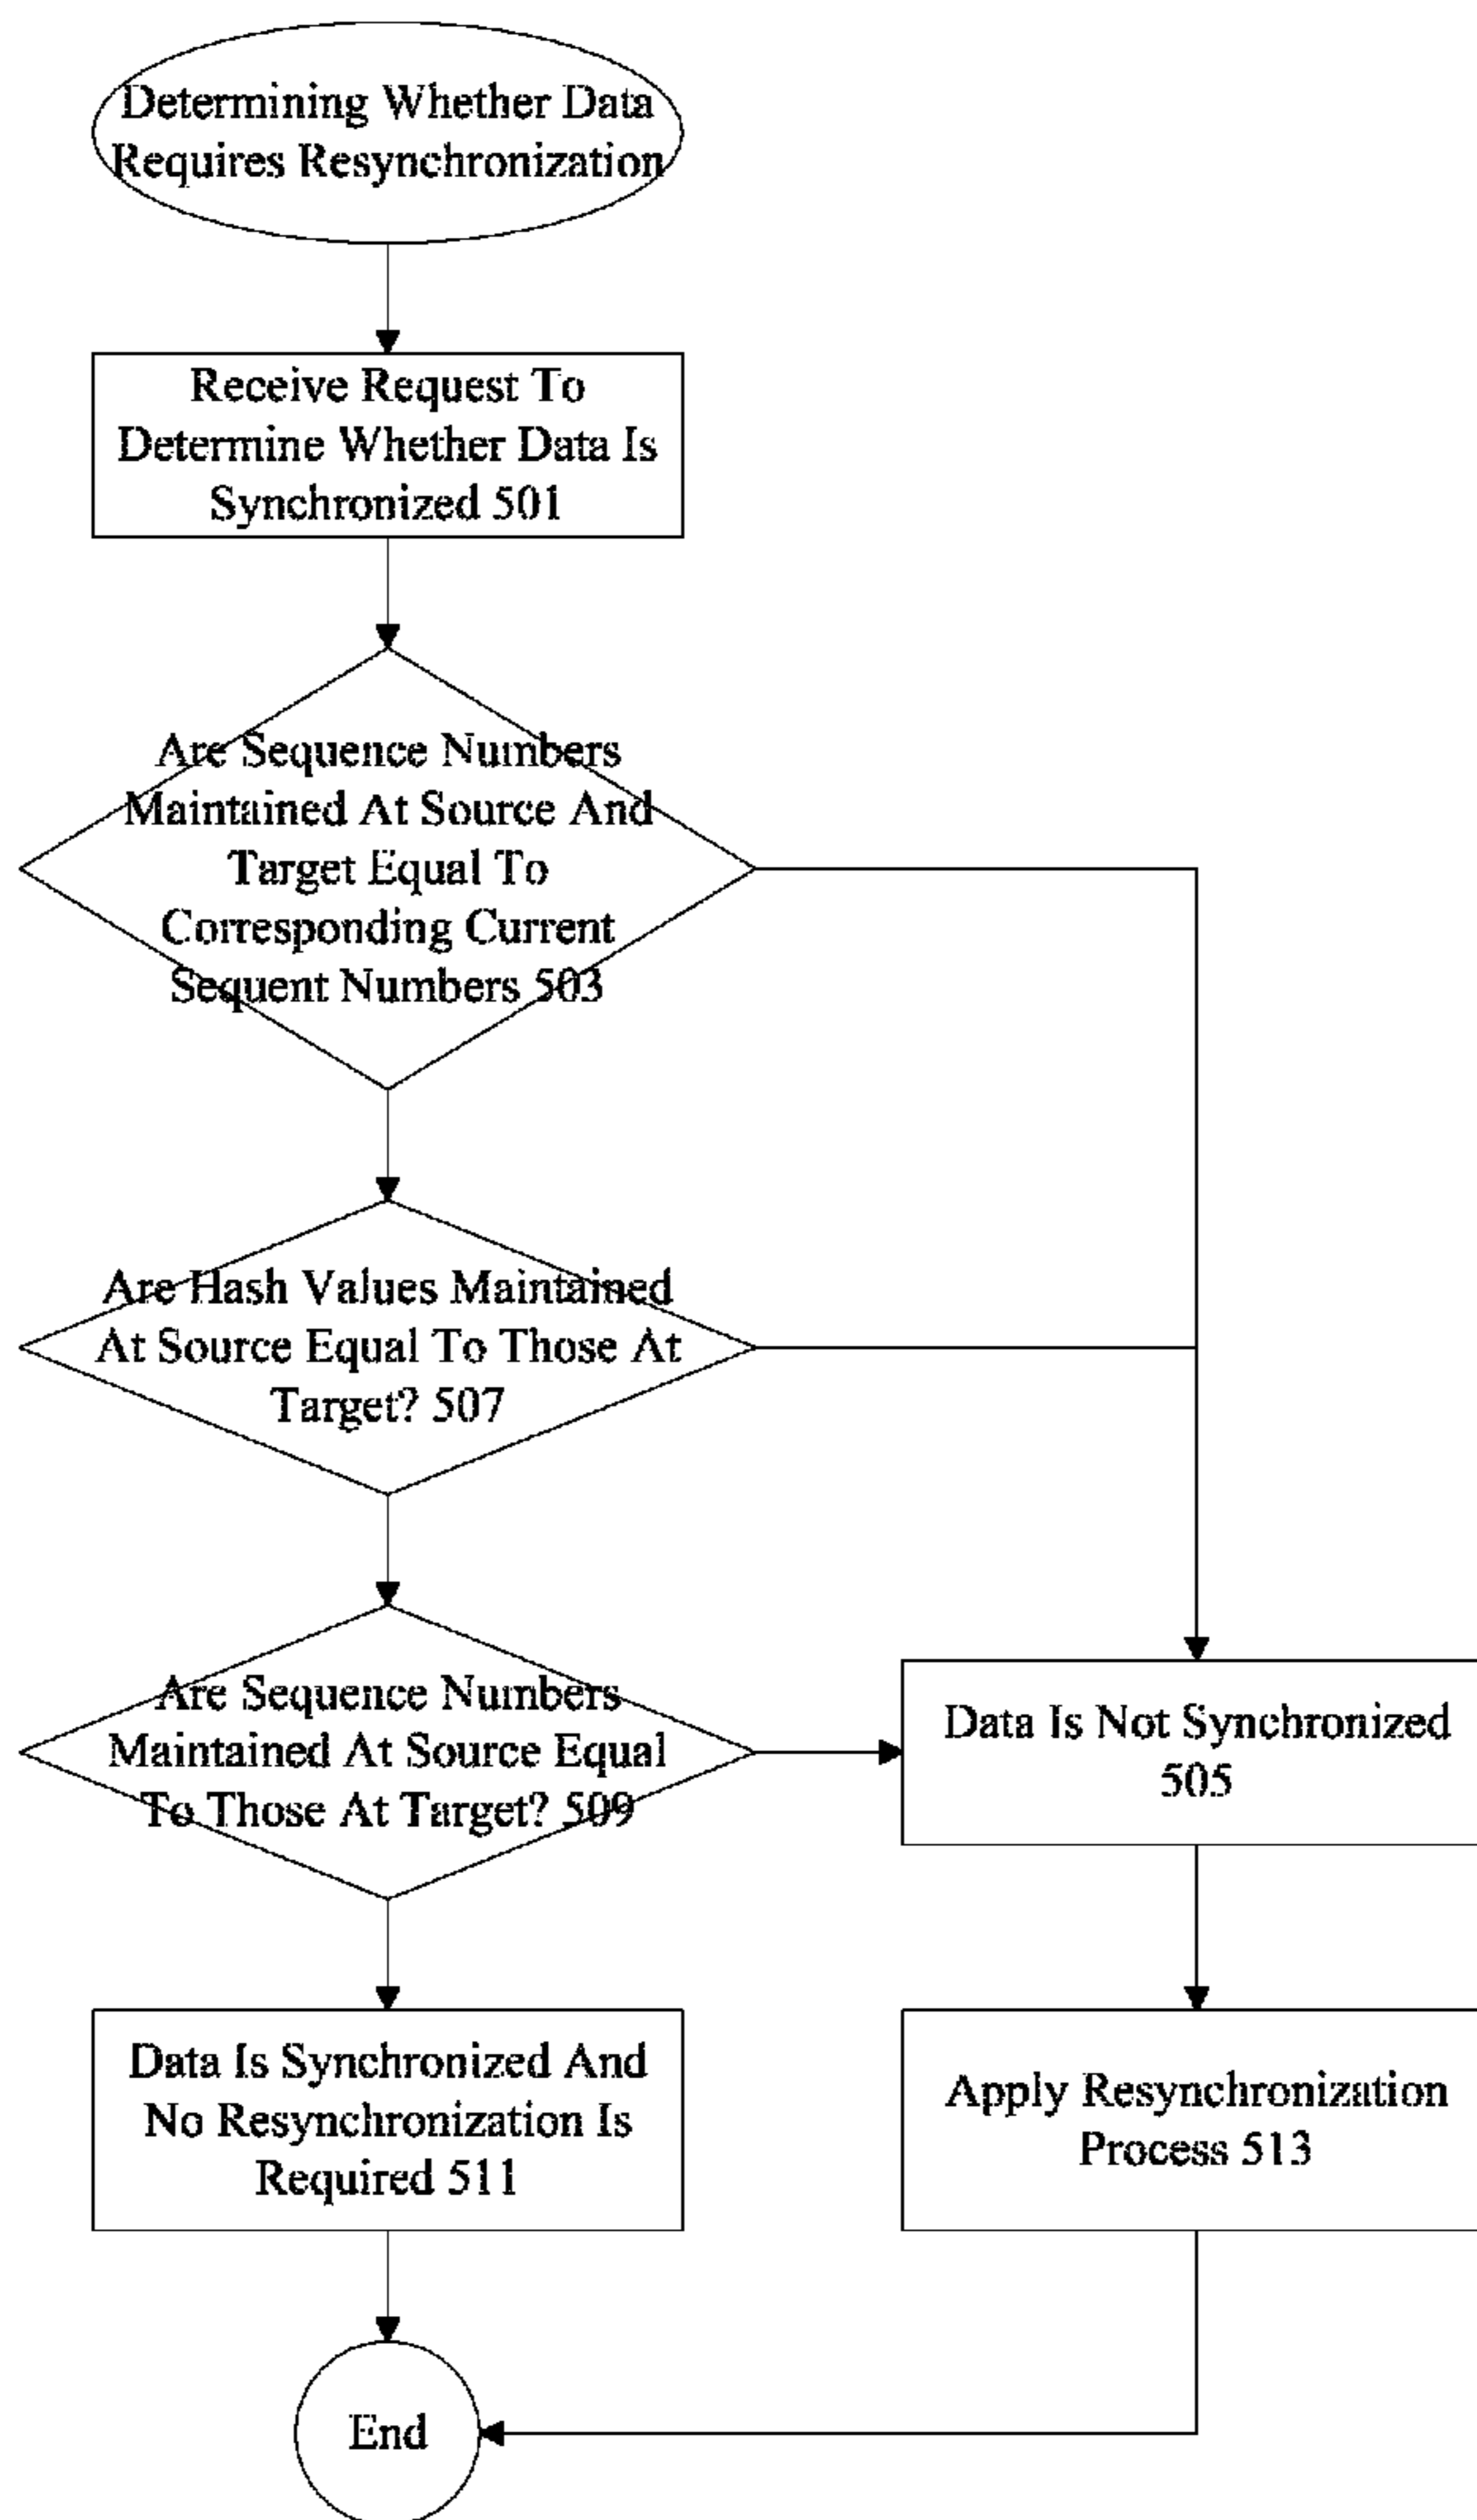 Determining Whether Data
Requires Resynchronization
Receive Request To
Determine Whether Data Is
Synchronized 501
Are Sequence Numbers
Maintained At Source And
Target Equal To
Corresponding Current
Sequent Numbers 503
Are Hash Values Maintained
At Source Equal To Those At
Target? 507
Are Sequence Numbers
Maintained At Source Equal
To Those At Target? 509
Data Is Not Synchronized
505
Data Is Synchronized And
No Resynchronization Is
Required 511
Apply Resynchronization
Process 513
End